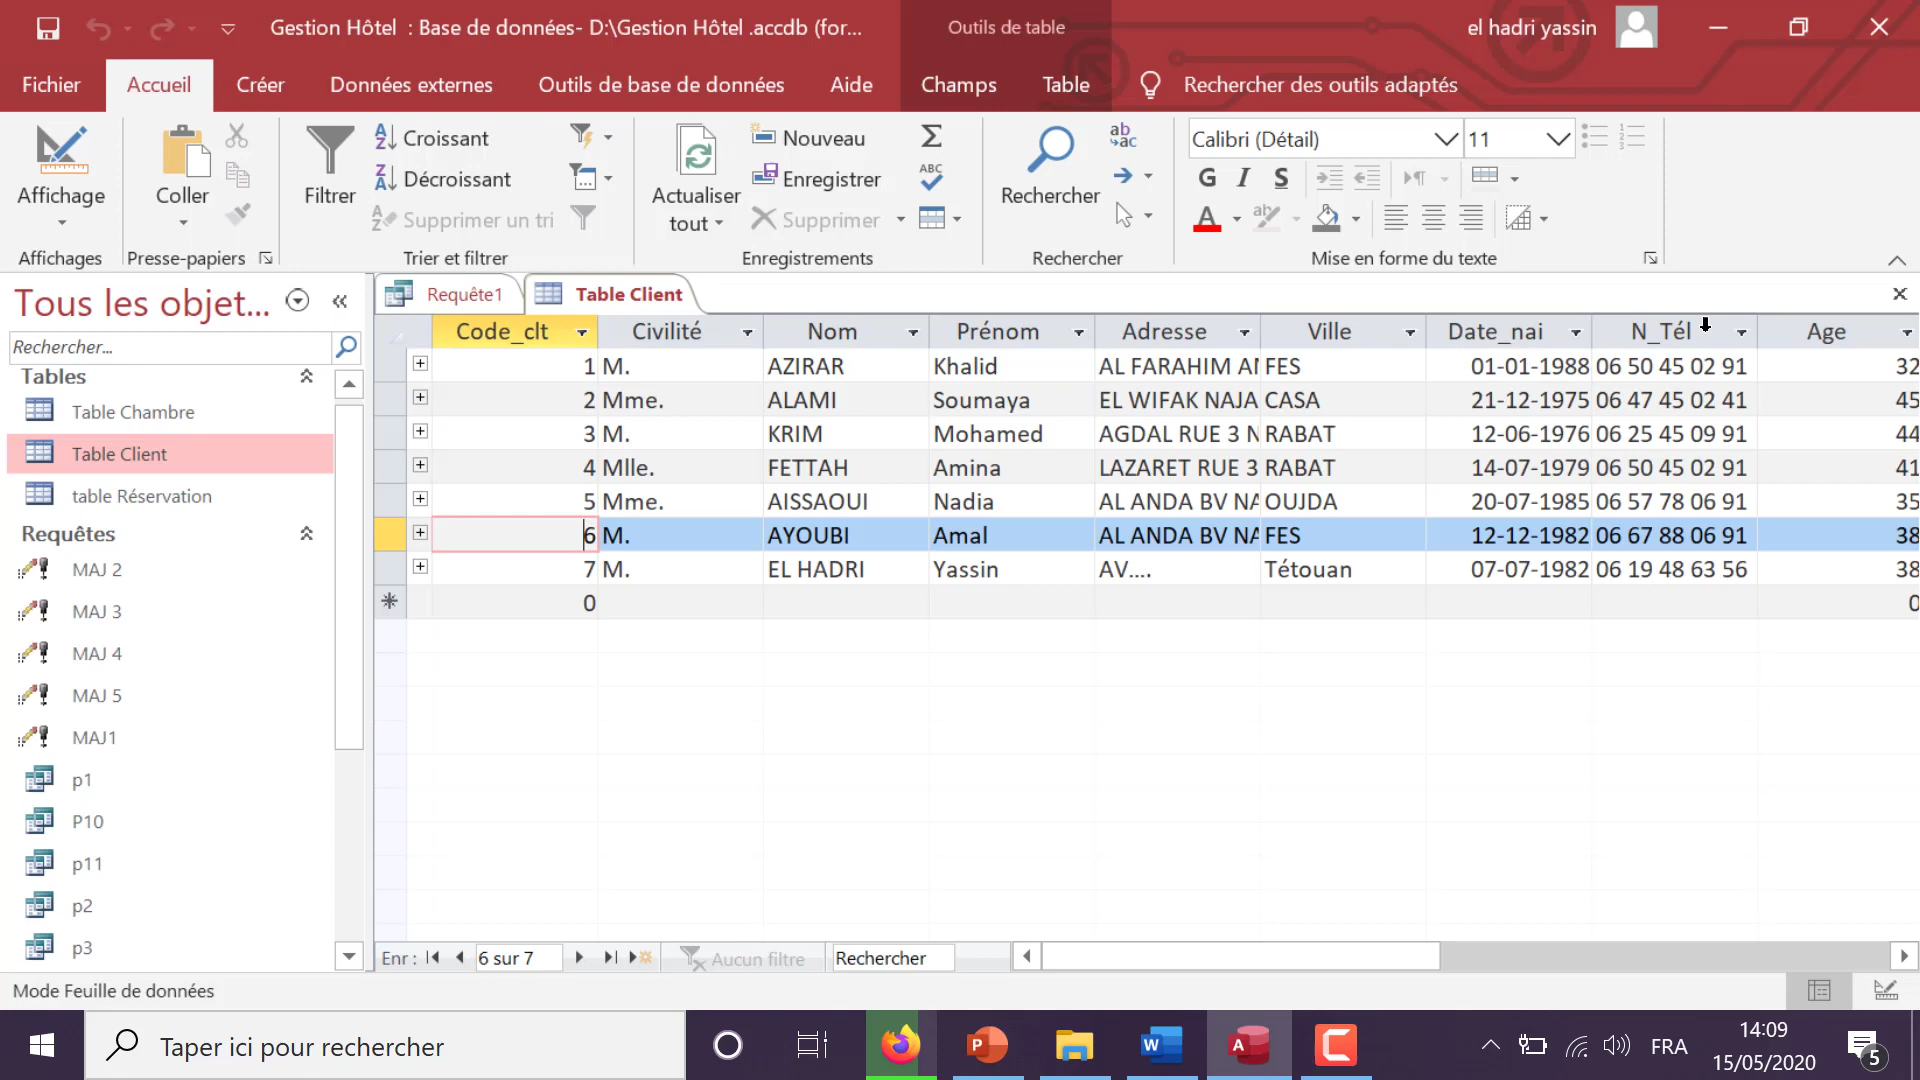 Gestion Hôtel  : Base de données- D:\Gestion Hôtel .accdb (for...
Outils de table
el hadri yassin
Fichier
Accueil
Créer
Données externes
Outils de base de données
Aide
Champs
Table
Rechercher des outils adaptés
Affichage
Coller
Filtrer
Croissant
Décroissant
Supprimer un tri
Actualiser
tout
Nouveau
Enregistrer
Supprimer
Rechercher
Calibri (Détail)
11
G I S
Affichages
Presse-papiers
Trier et filtrer
Enregistrements
Rechercher
Mise en forme du texte
Tous les objet...
Rechercher...
Tables
Table Chambre
Table Client
table Réservation
Requêtes
MAJ 2
MAJ 3
MAJ 4
MAJ 5
MAJ1
p1
P10
p11
p2
p3
Requête1
Table Client
Code_clt Civilité Nom Prénom Adresse Ville Date_nai N_Tél Age
1 M. AZIRAR Khalid AL FARAHIM AN FES 01-01-1988 06 50 45 02 91 32
2 Mme. ALAMI Soumaya EL WIFAK NAJA CASA 21-12-1975 06 47 45 02 41 45
3 M. KRIM Mohamed AGDAL RUE 3 N RABAT 12-06-1976 06 25 45 09 91 44
4 Mlle. FETTAH Amina LAZARET RUE 3 RABAT 14-07-1979 06 50 45 02 91 41
5 Mme. AISSAOUI Nadia AL ANDA BV NA OUJDA 20-07-1985 06 57 78 06 91 35
6 M. AYOUBI Amal AL ANDA BV NA FES 12-12-1982 06 67 88 06 91 38
7 M. EL HADRI Yassin AV.... Tétouan 07-07-1982 06 19 48 63 56 38
0 0
Enr : 6 sur 7 Aucun filtre Rechercher
Mode Feuille de données
Taper ici pour rechercher
FRA
14:09
15/05/2020
5